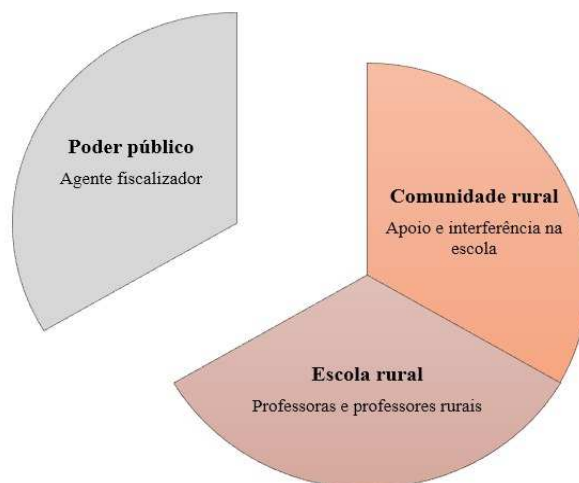 Poder público
Agente fiscalizador
Comunidade rural
Apoio e interferência na
escola
Escola rural
Professoras e professores rurais